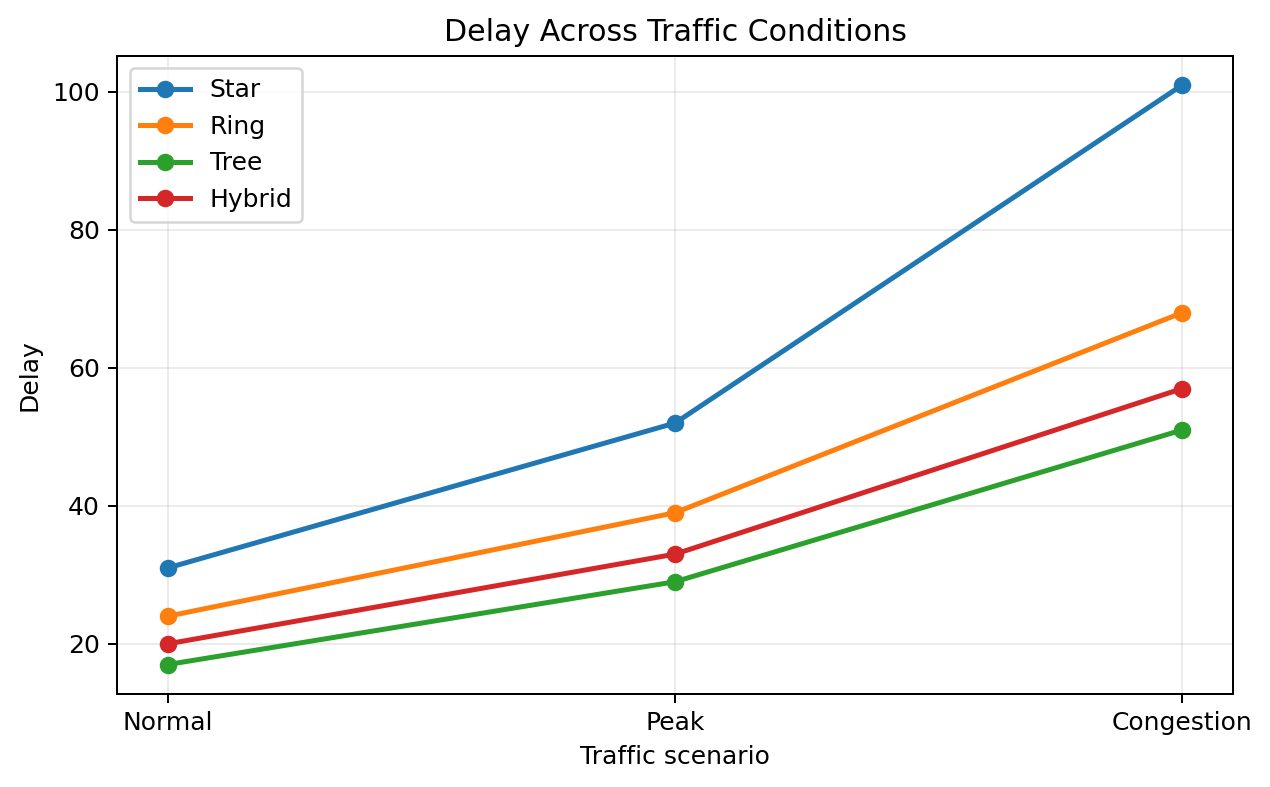 Delay Across Traffic Conditions
Star
Ring
Tree
Hybrid
100
80
60
40
20
Delay
Normal Peak Congestion
Traffic scenario